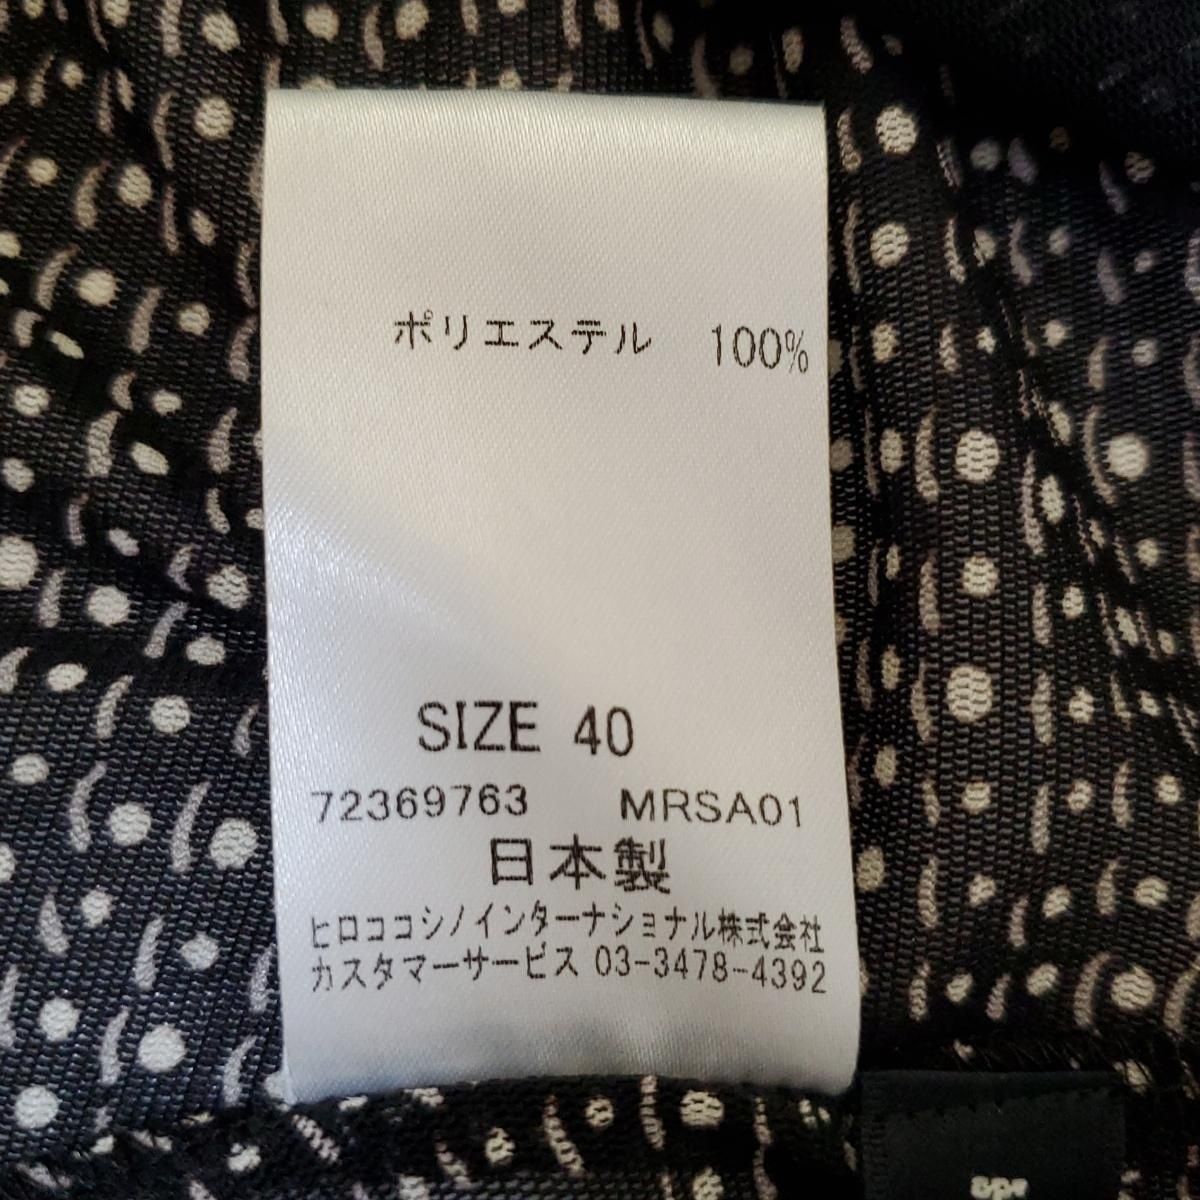 ポリエステル 100%
SIZE 40
72369763 MRSA01
日本製
ヒロココシノインターナショナル株式会社
カスタマーサービス 03-3478-4392